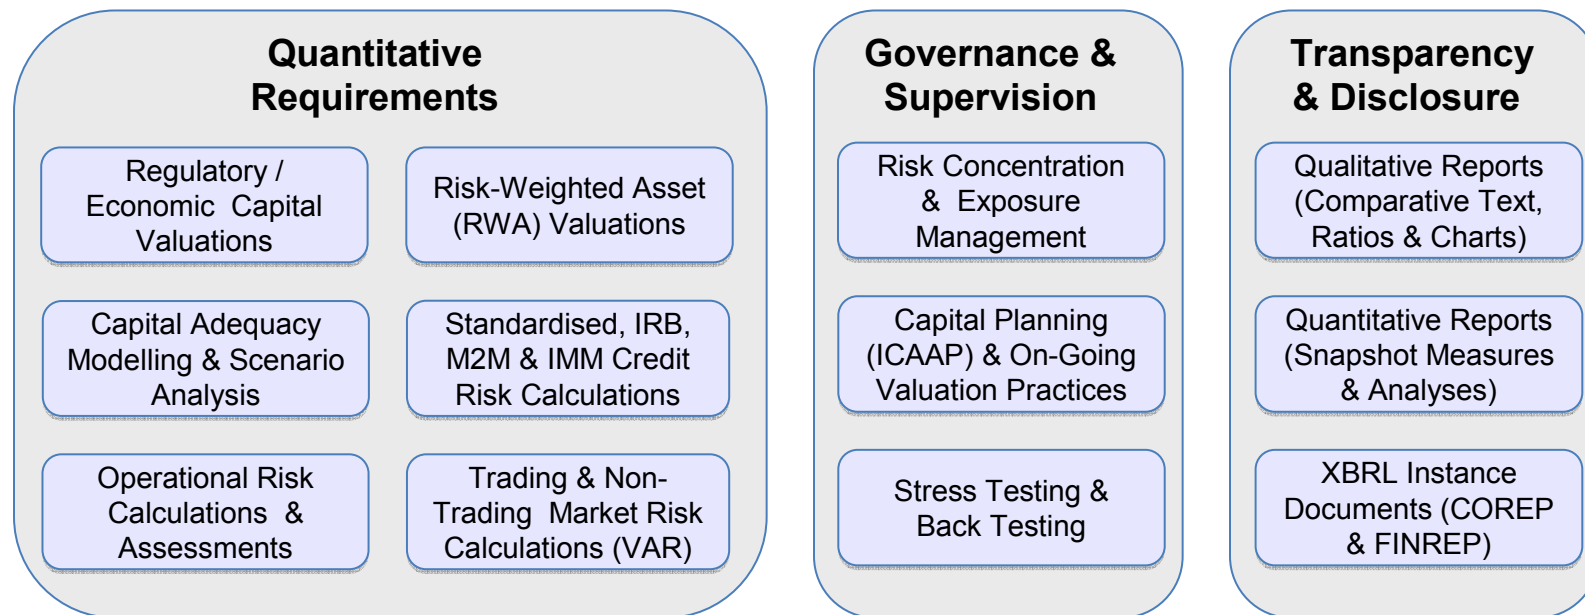 Quantitative
Requirements
Regulatory /
Economic Capital
Valuations
Risk-Weighted Asset
(RWA) Valuations
Capital Adequacy
Modelling & Scenario
Analysis
Standardised, IRB,
M2M & IMM Credit
Risk Calculations
Operational Risk
Calculations &
Assessments
Trading & Non-
Trading Market Risk
Calculations (VAR)
Governance &
Supervision
Risk Concentration
& Exposure
Management
Capital Planning
(ICAAP) & On-Going
Valuation Practices
Stress Testing &
Back Testing
Transparency
& Disclosure
Qualitative Reports
(Comparative Text,
Ratios & Charts)
Quantitative Reports
(Snapshot Measures
& Analyses)
XBRL Instance
Documents (COREP
& FINREP)